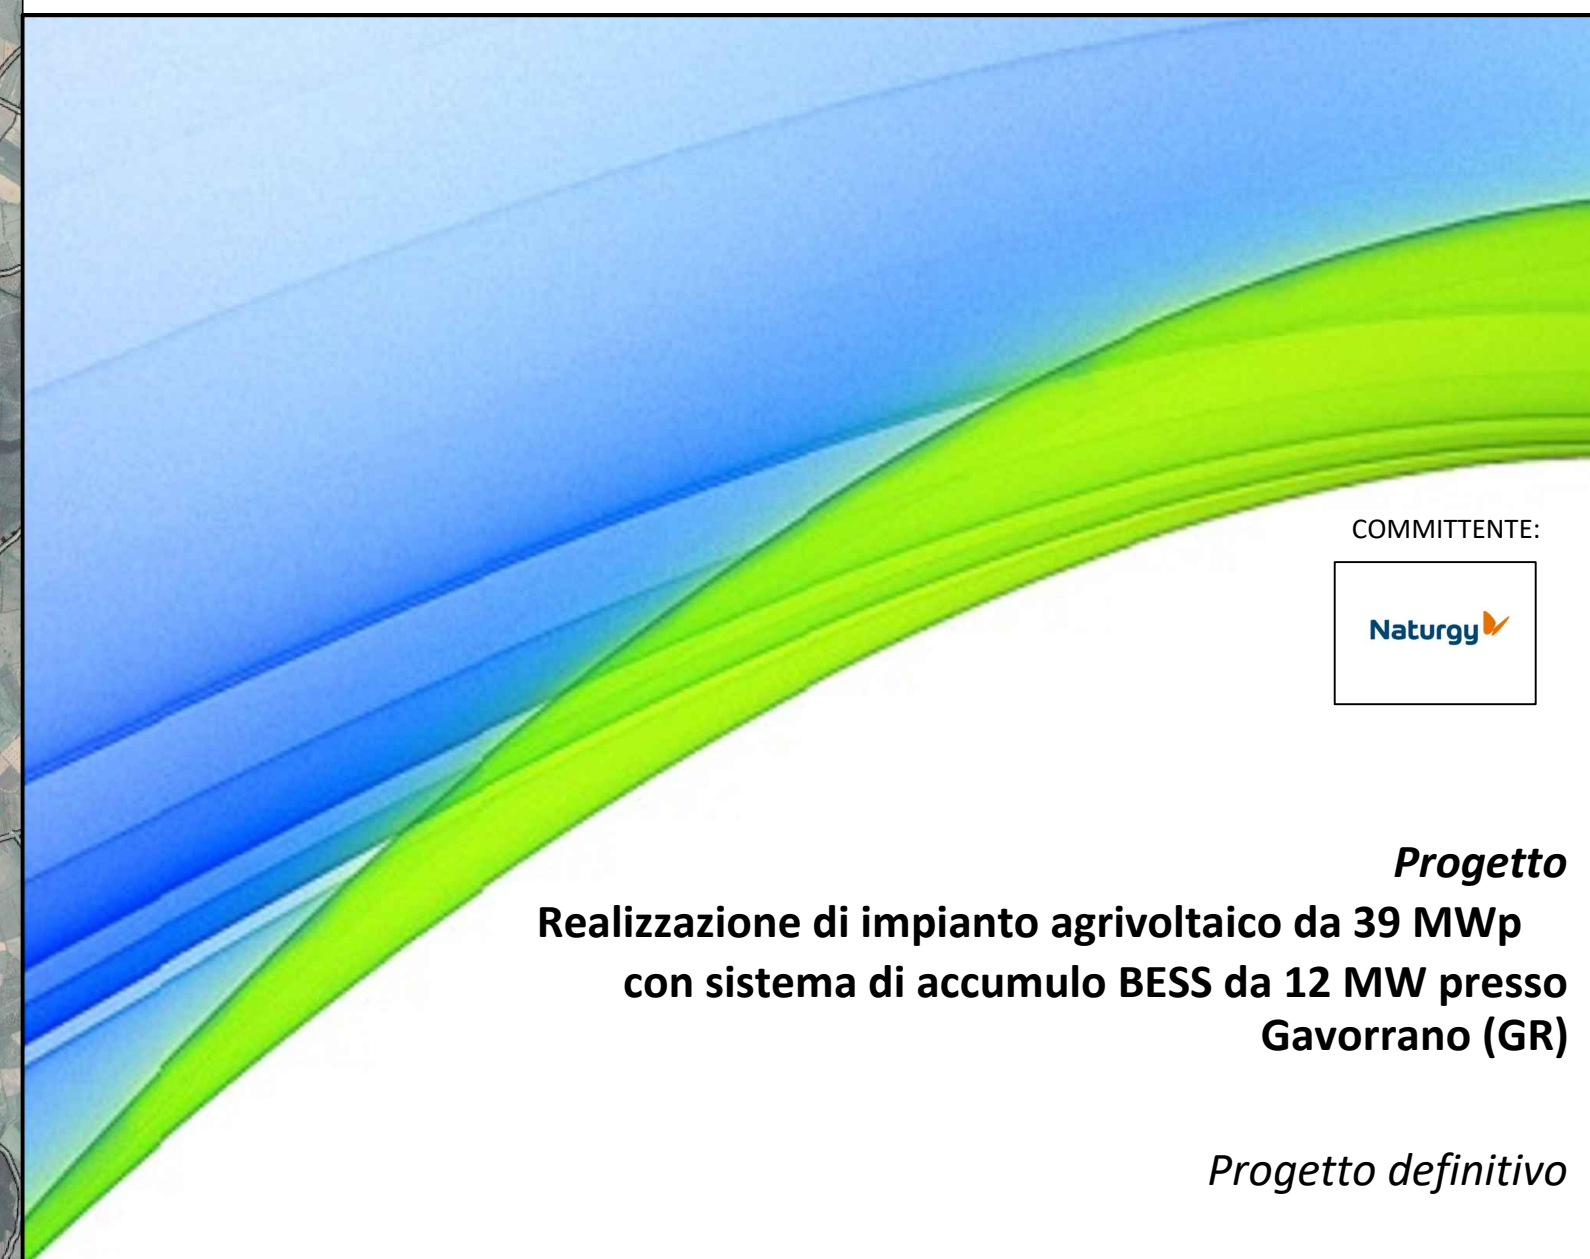 COMMITTENTE:
Naturgy
Progetto
Realizzazione di impianto agrivoltaico da 39 MWp
con sistema di accumulo BESS da 12 MW presso
Gavorrano (GR)
Progetto definitivo